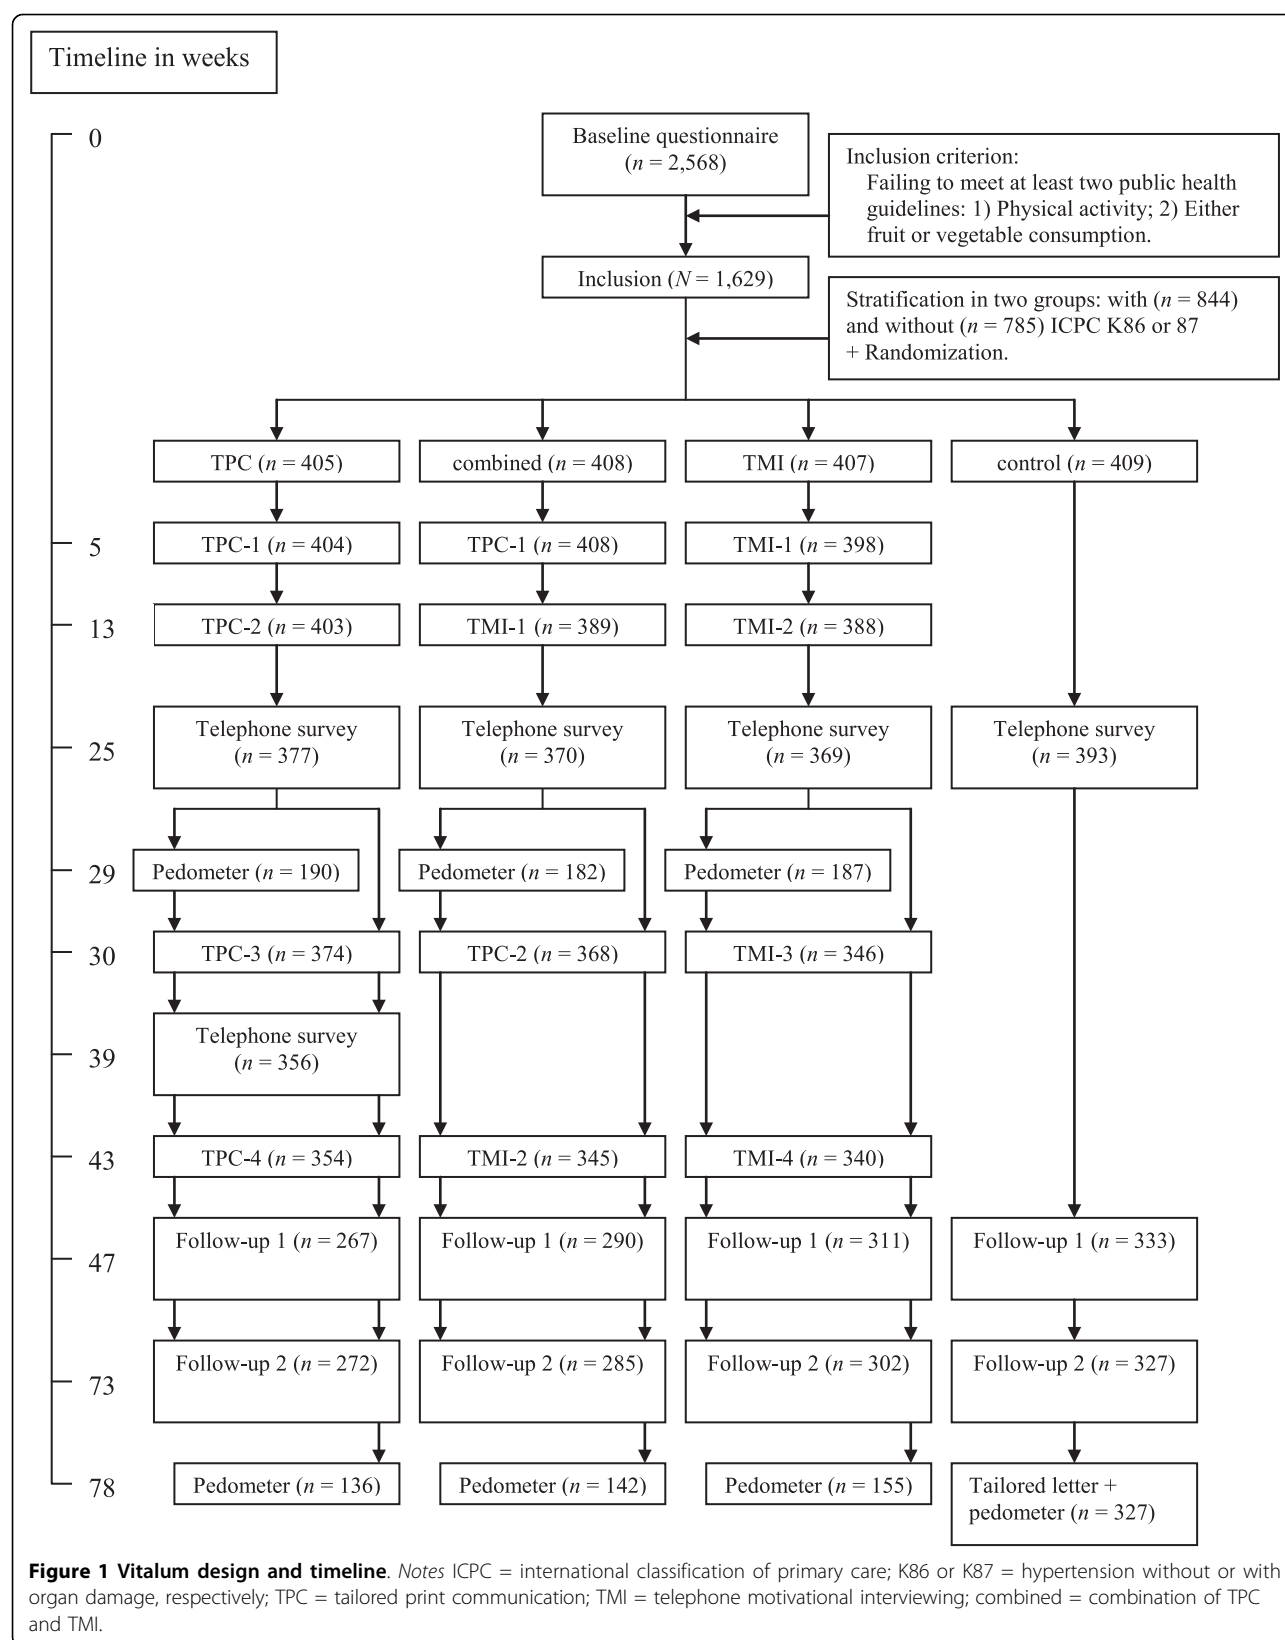 Timeline in weeks
0
Baseline questionnaire
(n = 2,568)
Inclusion criterion:
Failing to meet at least two public health
guidelines: 1) Physical activity; 2) Either
fruit or vegetable consumption.
Inclusion (N = 1,629)
Stratification in two groups: with (n = 844)
and without (n = 785) ICPC K86 or 87
+ Randomization.
TPC (n = 405)
combined (n = 408)
TMI (n = 407)
control (n = 409)
5
TPC-1 (n = 404)
TPC-1 (n = 408)
TMI-1 (n = 398)
13
TPC-2 (n = 403)
TMI-1 (n = 389)
TMI-2 (n = 388)
25
Telephone survey
(n = 377)
Telephone survey
(n = 370)
Telephone survey
(n = 369)
Telephone survey
(n = 393)
29
Pedometer (n = 190)
Pedometer (n = 182)
Pedometer (n = 187)
30
TPC-3 (n = 374)
TPC-2 (n = 368)
TMI-3 (n = 346)
39
Telephone survey
(n = 356)
43
TPC-4 (n = 354)
TMI-2 (n = 345)
TMI-4 (n = 340)
47
Follow-up 1 (n = 267)
Follow-up 1 (n = 290)
Follow-up 1 (n = 311)
Follow-up 1 (n = 333)
73
Follow-up 2 (n = 272)
Follow-up 2 (n = 285)
Follow-up 2 (n = 302)
Follow-up 2 (n = 327)
78
Pedometer (n = 136)
Pedometer (n = 142)
Pedometer (n = 155)
Tailored letter +
pedometer (n = 327)
Figure 1 Vitalum design and timeline. Notes ICPC = international classification of primary care; K86 or K87 = hypertension without or with
organ damage, respectively; TPC = tailored print communication; TMI = telephone motivational interviewing; combined = combination of TPC
and TMI.